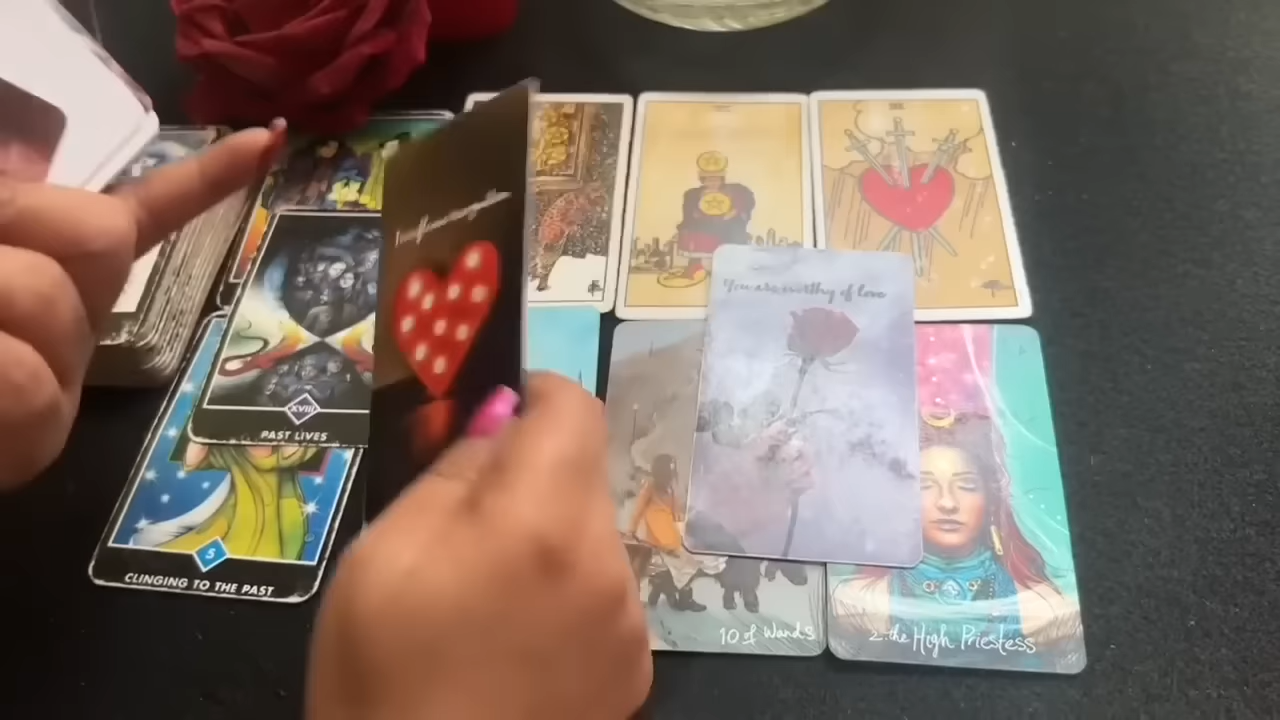 You are worthy of love
XVIII
PAST LIVES
5
CLINGING TO THE PAST
10 of Wands
2. the High Priestess